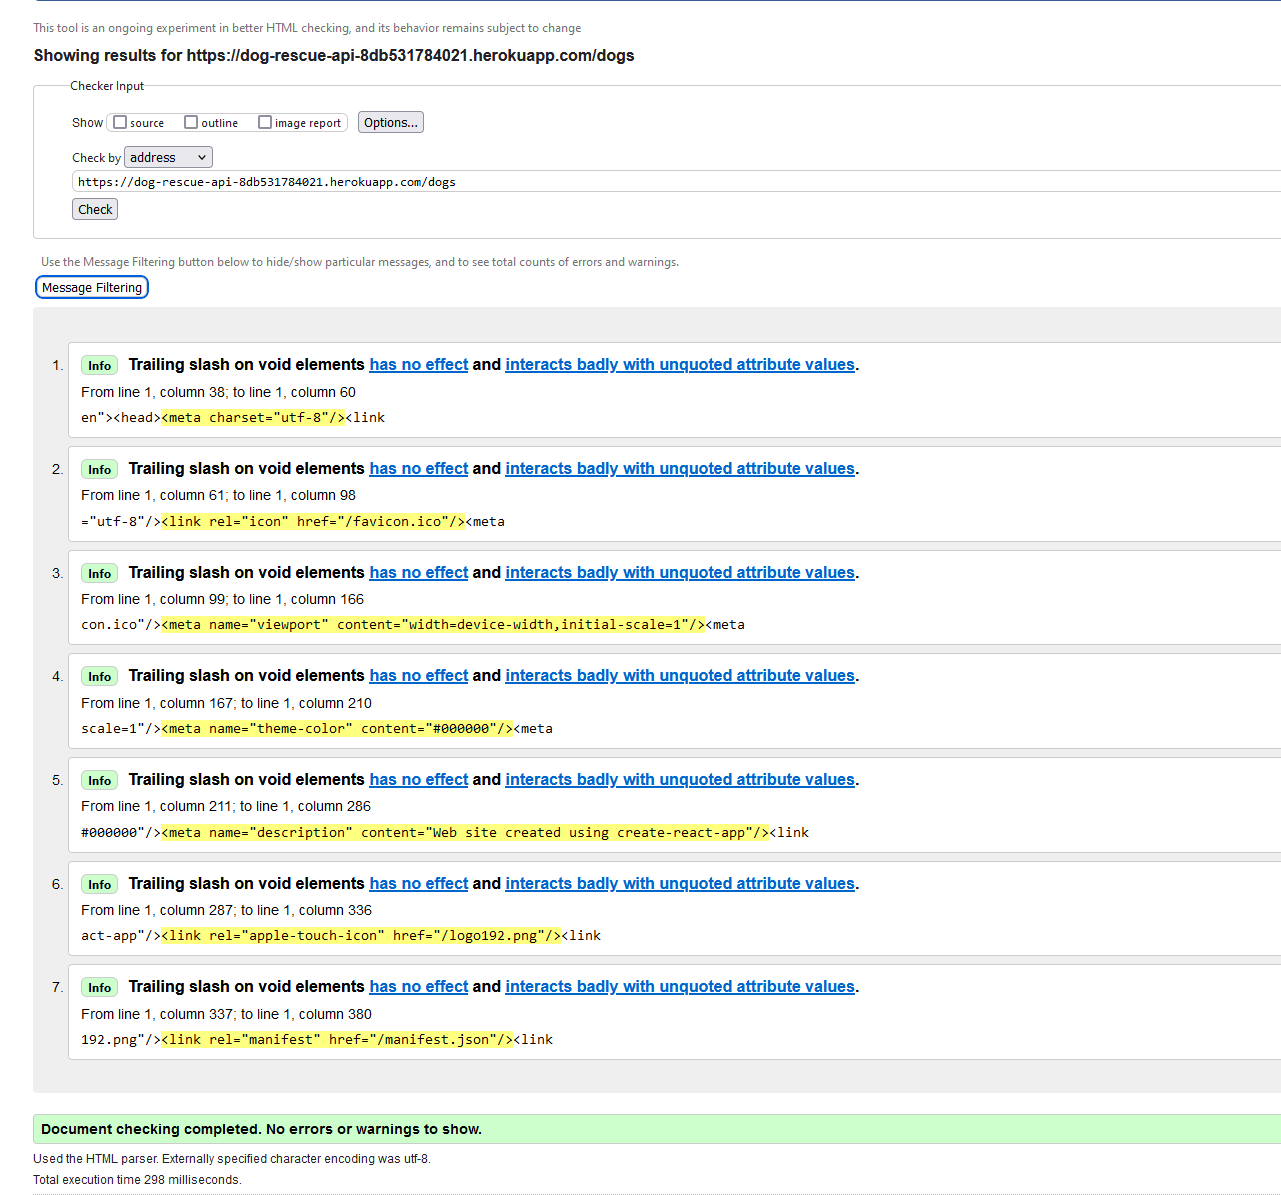 This tool is an ongoing experiment in better HTML checking, and its behavior remains subject to change
Showing results for https://dog-rescue-api-8db531784021.herokuapp.com/dogs
Checker Input
Show source outline image report Options...
Check by address
https://dog-rescue-api-8db531784021.herokuapp.com/dogs
Check
Use the Message Filtering button below to hide/show particular messages, and to see total counts of errors and warnings.
Message Filtering
1. Info Trailing slash on void elements has no effect and interacts badly with unquoted attribute values.
From line 1, column 38; to line 1, column 60
en"><head><meta charset="utf-8"/><link
2. Info Trailing slash on void elements has no effect and interacts badly with unquoted attribute values.
From line 1, column 61; to line 1, column 98
="utf-8"/><link rel="icon" href="/favicon.ico"/><meta
3. Info Trailing slash on void elements has no effect and interacts badly with unquoted attribute values.
From line 1, column 99; to line 1, column 166
con.ico"/><meta name="viewport" content="width=device-width,initial-scale=1"/><meta
4. Info Trailing slash on void elements has no effect and interacts badly with unquoted attribute values.
From line 1, column 167; to line 1, column 210
scale=1"/><meta name="theme-color" content="#000000"/><meta
5. Info Trailing slash on void elements has no effect and interacts badly with unquoted attribute values.
From line 1, column 211; to line 1, column 286
#000000"/><meta name="description" content="Web site created using create-react-app"/><link
6. Info Trailing slash on void elements has no effect and interacts badly with unquoted attribute values.
From line 1, column 287; to line 1, column 336
act-app"/><link rel="apple-touch-icon" href="/logo192.png"/><link
7. Info Trailing slash on void elements has no effect and interacts badly with unquoted attribute values.
From line 1, column 337; to line 1, column 380
192.png"/><link rel="manifest" href="/manifest.json"/><link
Document checking completed. No errors or warnings to show.
Used the HTML parser. Externally specified character encoding was utf-8.
Total execution time 298 milliseconds.